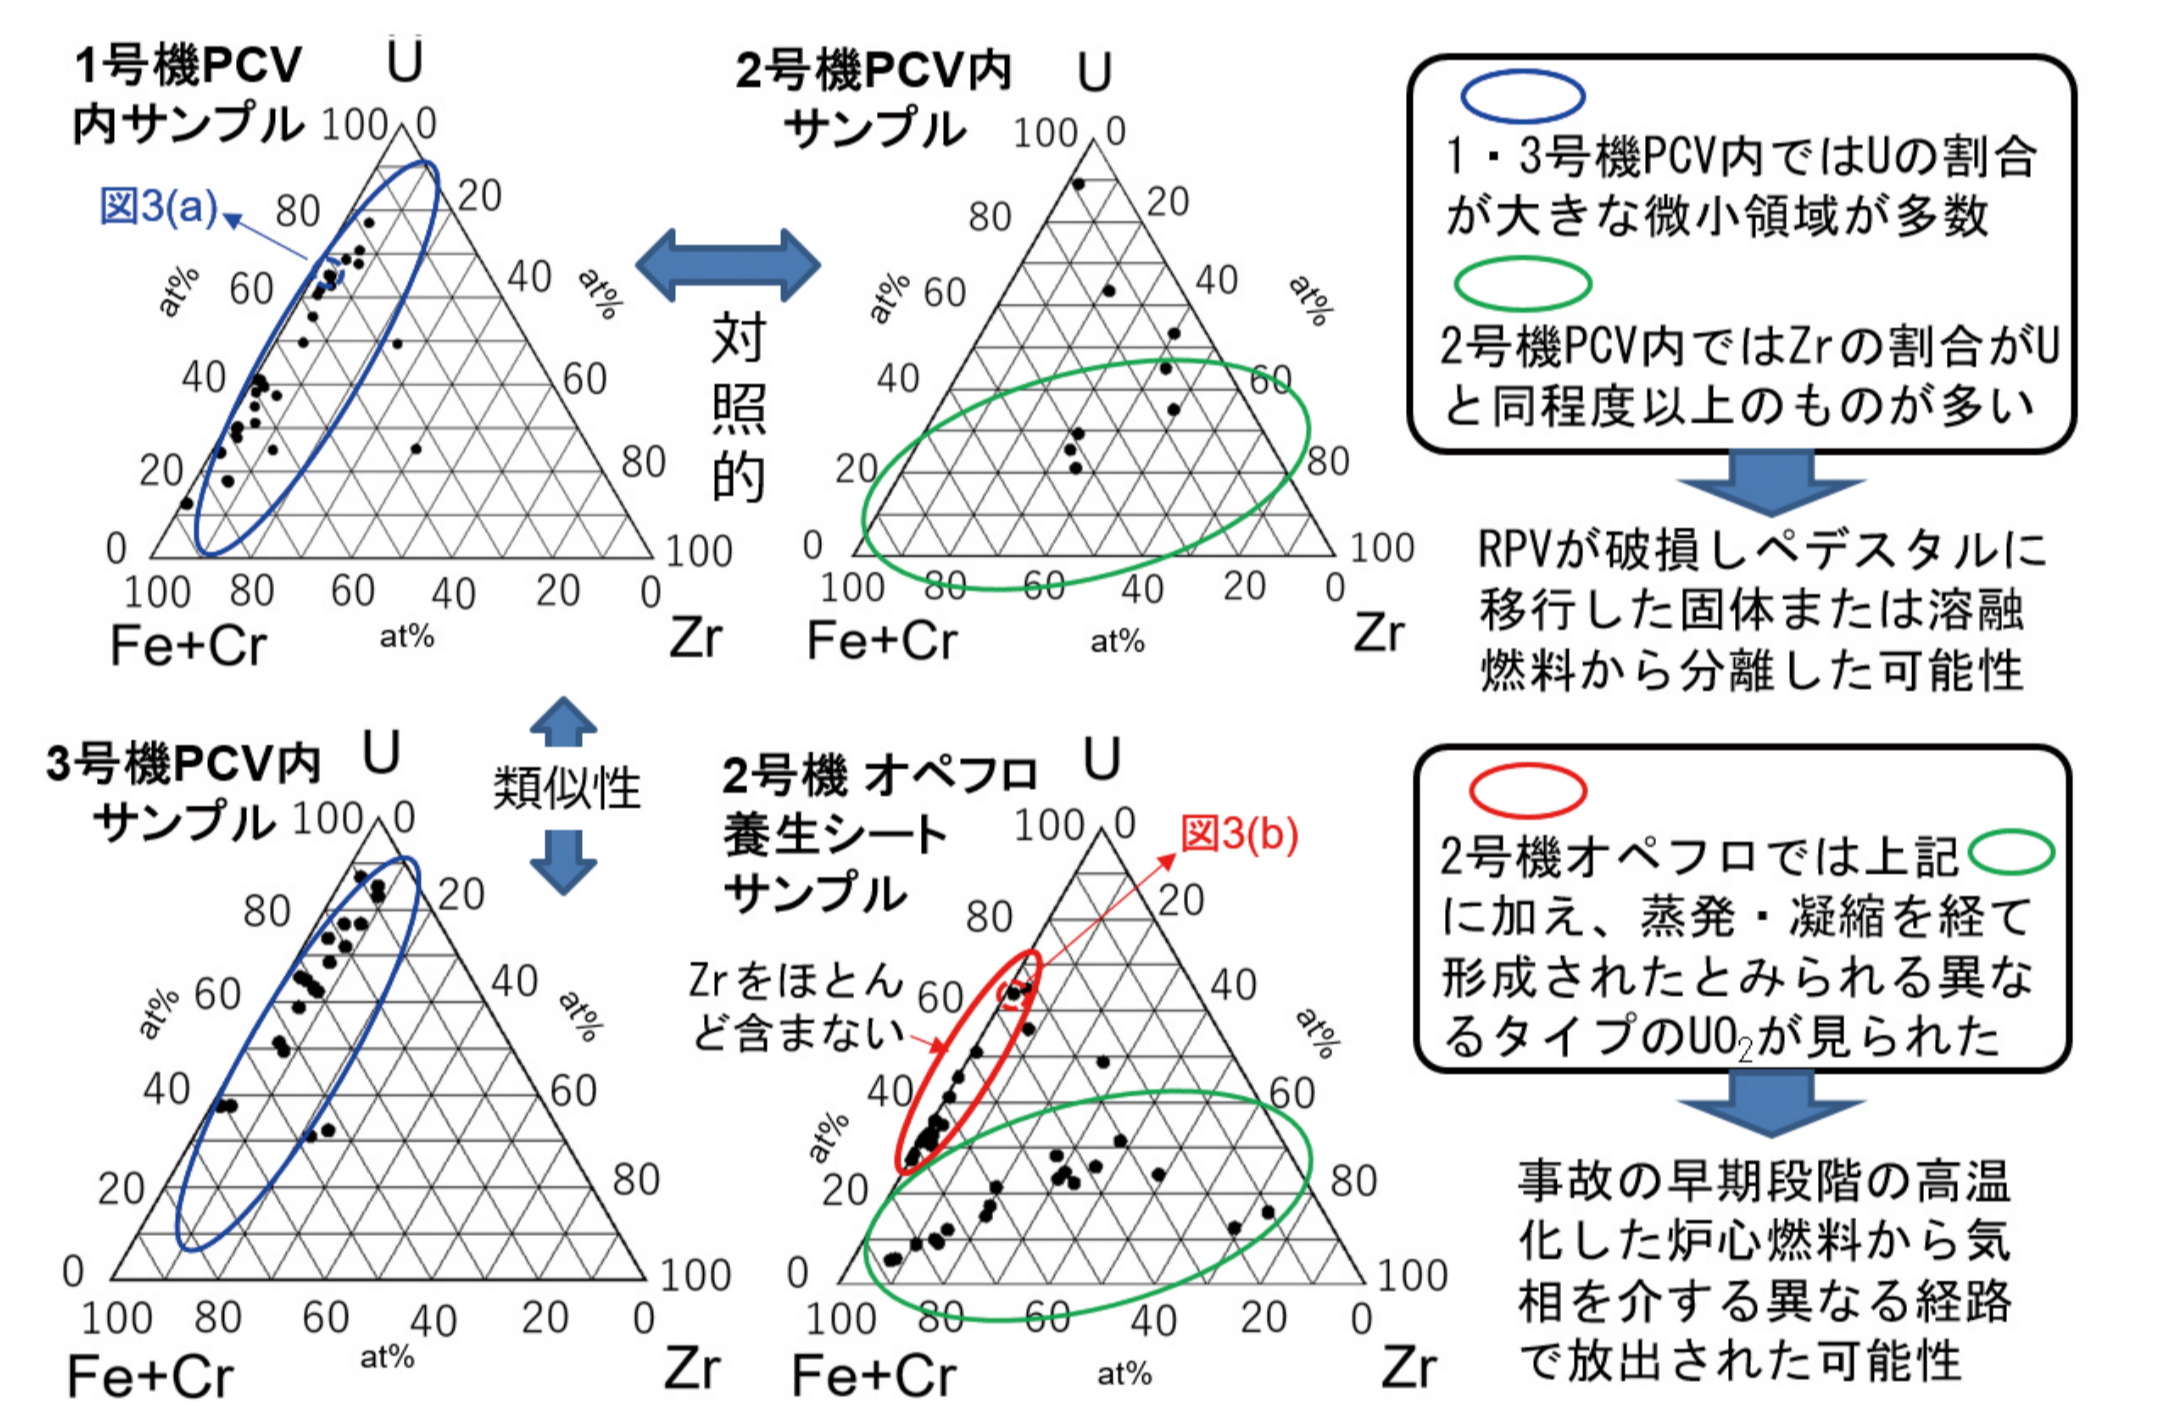 1号機PCV
内サンプル
U
100
0
図3(a)
80
20
at%
60
40
at%
40
60
20
80
0
100
100
80
60
40
20
0
Fe+Cr
at%
Zr
対
照
的
2号機PCV内
サンプル
U
100
0
80
20
at%
60
40
at%
40
60
20
80
0
100
100
80
60
40
20
0
Fe+Cr
at%
Zr
1・3号機PCV内ではUの割合
が大きな微小領域が多数
2号機PCV内ではZrの割合がU
と同程度以上のものが多い
RPVが破損しペデスタルに
移行した固体または溶融
燃料から分離した可能性
類似性
3号機PCV内
サンプル
U
100
0
80
20
at%
60
40
at%
40
60
20
80
0
100
100
80
60
40
20
0
Fe+Cr
at%
Zr
2号機 オペフロ
養生シート
サンプル
U
100
0
図3(b)
80
20
Zrをほとん
ど含まない
60
40
at%
40
60
at%
20
80
0
100
100
80
60
40
20
0
Fe+Cr
at%
Zr
2号機オペフロでは上記
に加え、蒸発・凝縮を経て
形成されたとみられる異な
るタイプのUO₂が見られた
事故の早期段階の高温
化した炉心燃料から気
相を介する異なる経路
で放出された可能性